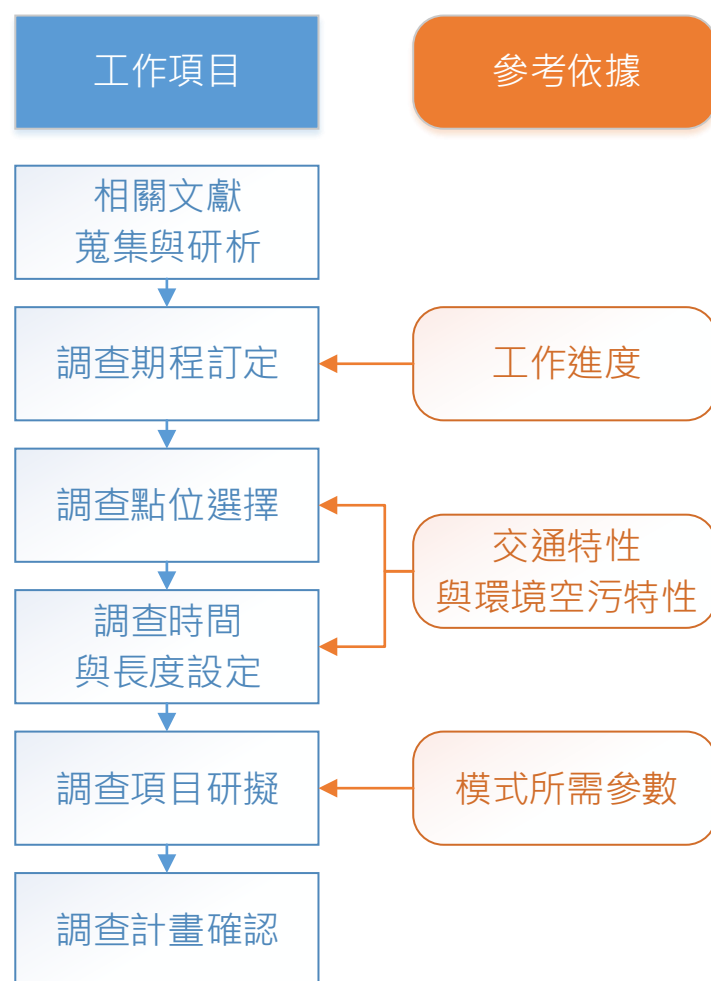 工作項目
參考依據
相關文獻
蒐集與研析
調查期程訂定
工作進度
調查點位選擇
交通特性
與環境空污特性
調查時間
與長度設定
調查項目研擬
模式所需參數
調查計畫確認